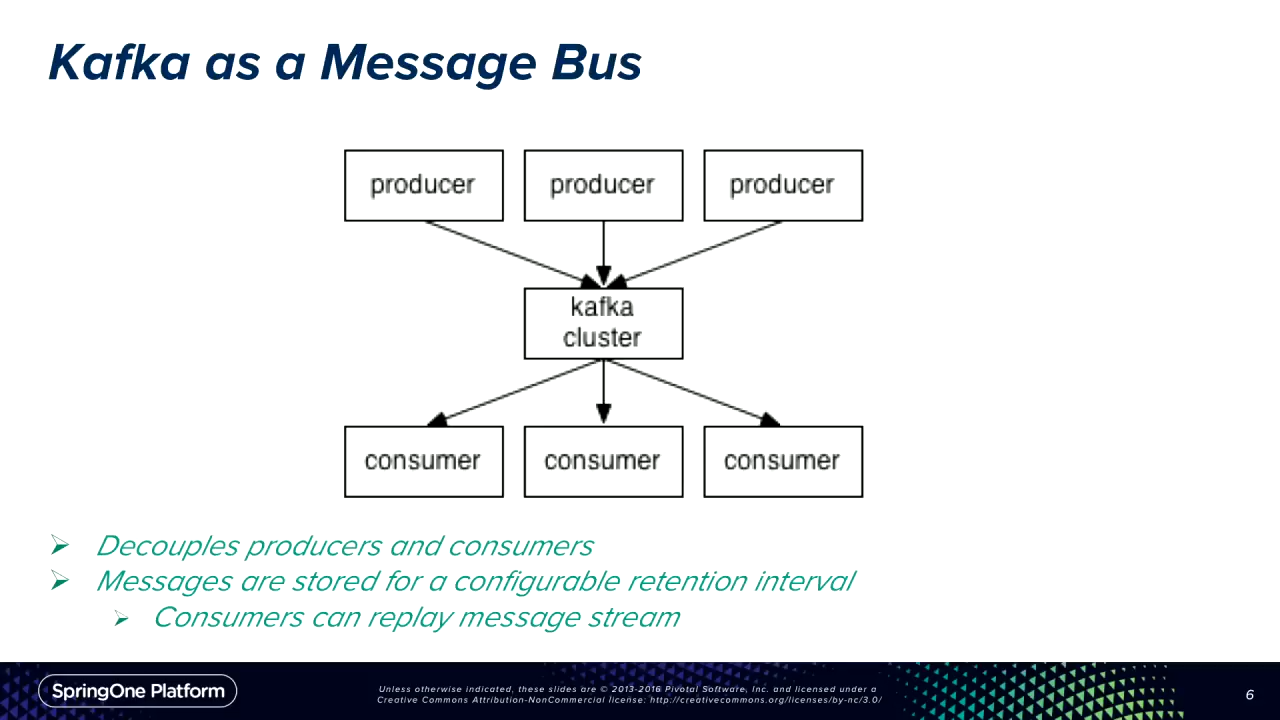 Kafka as a Message Bus
producer producer producer
kafka
cluster
consumer consumer consumer
Decouples producers and consumers
Messages are stored for a configurable retention interval
Consumers can replay message stream
SpringOne Platform
Unless otherwise indicated, these slides are © 2013-2016 Pivotal Software, Inc. and licensed under a
Creative Commons Attribution-NonCommercial license: http://creativecommons.org/licenses/by-nc/3.0/
6